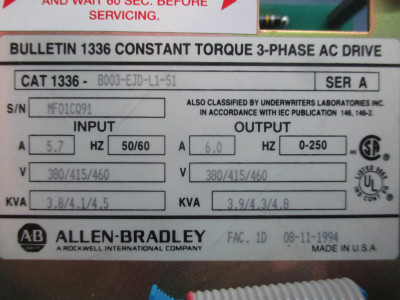 AND WAIT 60 SEC. BEFORE
SERVICING.
BULLETIN 1336 CONSTANT TORQUE 3-PHASE AC DRIVE
CAT 1336 - B003-EJD-L1-S1 SER A
S/N MF01CQ91
ALSO CLASSIFIED BY UNDERWRITERS LABORATORIES INC.
IN ACCORDANCE WITH IEC PUBLICATION 146, 146-2.
INPUT OUTPUT
A 5.7 HZ 50/60 A 6.0 HZ 0-250
V 380/415/460 V 380/415/460
KVA 3.8/4.1/4.5 KVA 3.9/4.3/4.8
SA
UL
AB ALLEN-BRADLEY FAC. 1D 08-11-1994
A ROCKWELL INTERNATIONAL COMPANY MADE IN U.S.A.